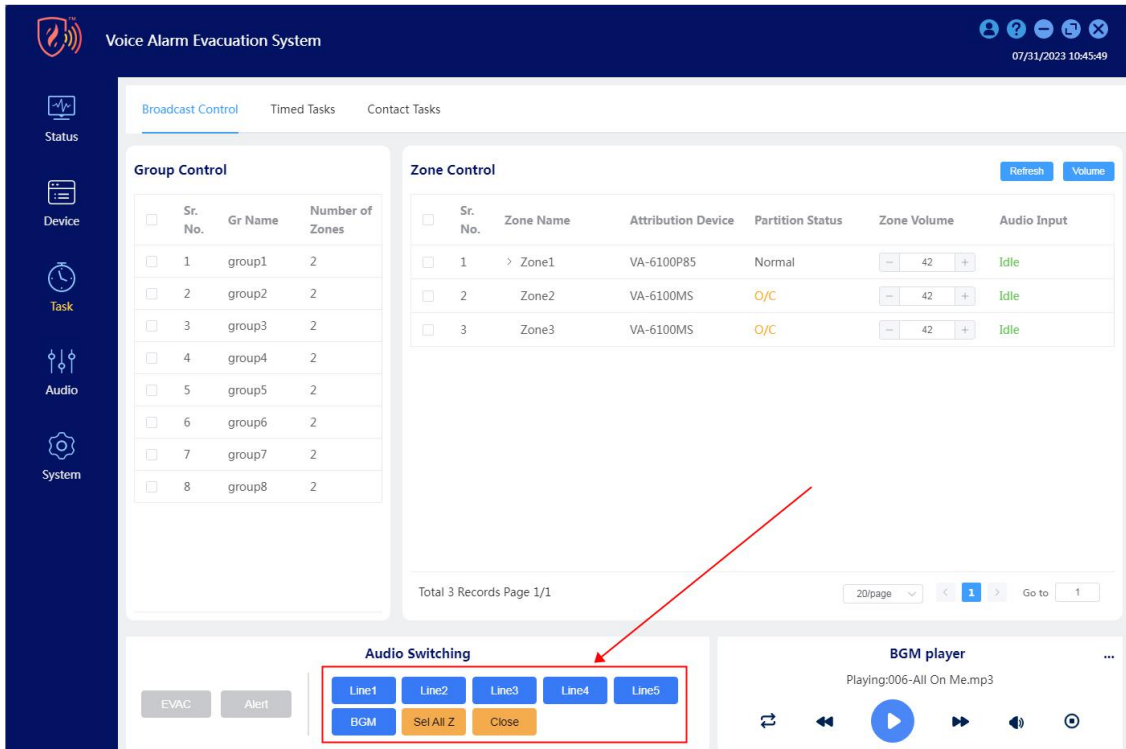 Voice Alarm Evacuation System
07/31/2023 10:45:49
Status
Device
Task
Audio
System
Broadcast Control Timed Tasks Contact Tasks
Group Control
Sr. No. Gr Name Number of Zones
1 group1 2
2 group2 2
3 group3 2
4 group4 2
5 group5 2
6 group6 2
7 group7 2
8 group8 2
Zone Control Refresh Volume
Sr. No. Zone Name Attribution Device Partition Status Zone Volume Audio Input
1 > Zone1 VA-6100P85 Normal − 42 + Idle
2 Zone2 VA-6100MS O/C − 42 + Idle
3 Zone3 VA-6100MS O/C − 42 + Idle
Total 3 Records Page 1/1 20/page < 1 > Go to 1
Audio Switching
EVAC Alert
Line1 Line2 Line3 Line4 Line5
BGM Sel All Z Close
BGM player ...
Playing:006-All On Me.mp3